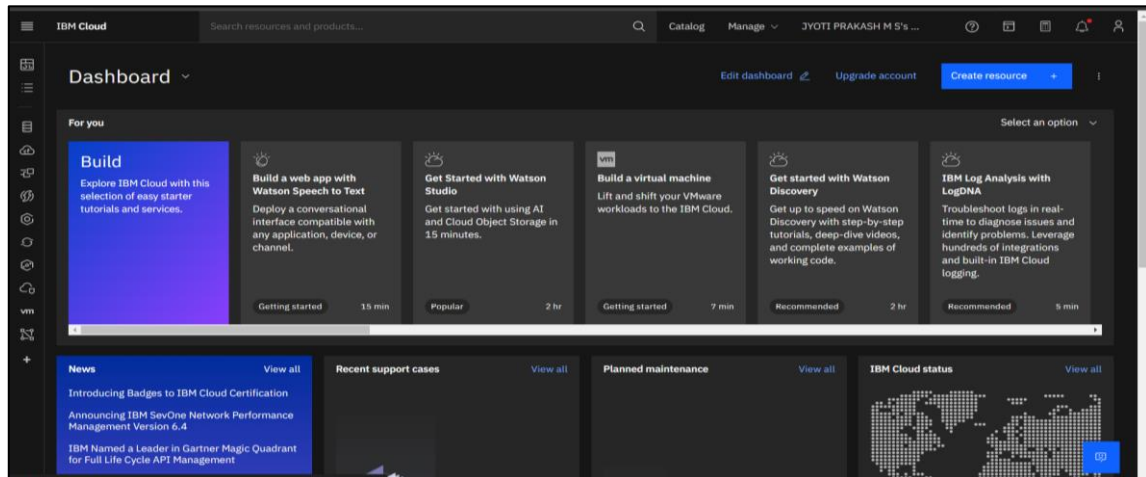 IBM Cloud
Search resources and products...
Catalog
Manage
JYOTI PRAKASH M S's ...
Dashboard
Edit dashboard
Upgrade account
Create resource +
For you
Select an option
Build
Explore IBM Cloud with this
selection of easy starter
tutorials and services.
Build a web app with
Watson Speech to Text
Deploy a conversational
interface compatible with
any application, device, or
channel.
Getting started
15 min
Get Started with Watson
Studio
Get started with using AI
and Cloud Object Storage in
15 minutes.
Popular
2 hr
vm
Build a virtual machine
Lift and shift your VMware
workloads to the IBM Cloud.
Getting started
7 min
Get started with Watson
Discovery
Get up to speed on Watson
Discovery with step-by-step
tutorials, deep-dive videos,
and complete examples of
working code.
Recommended
2 hr
IBM Log Analysis with
LogDNA
Troubleshoot logs in real-
time to diagnose issues and
identify problems. Leverage
hundreds of integrations
and built-in IBM Cloud
logging.
Recommended
5 min
vm
News
View all
Introducing Badges to IBM Cloud Certification
Announcing IBM SevOne Network Performance
Management Version 6.4
IBM Named a Leader in Gartner Magic Quadrant
for Full Life Cycle API Management
Recent support cases
View all
Planned maintenance
View all
IBM Cloud status
View all